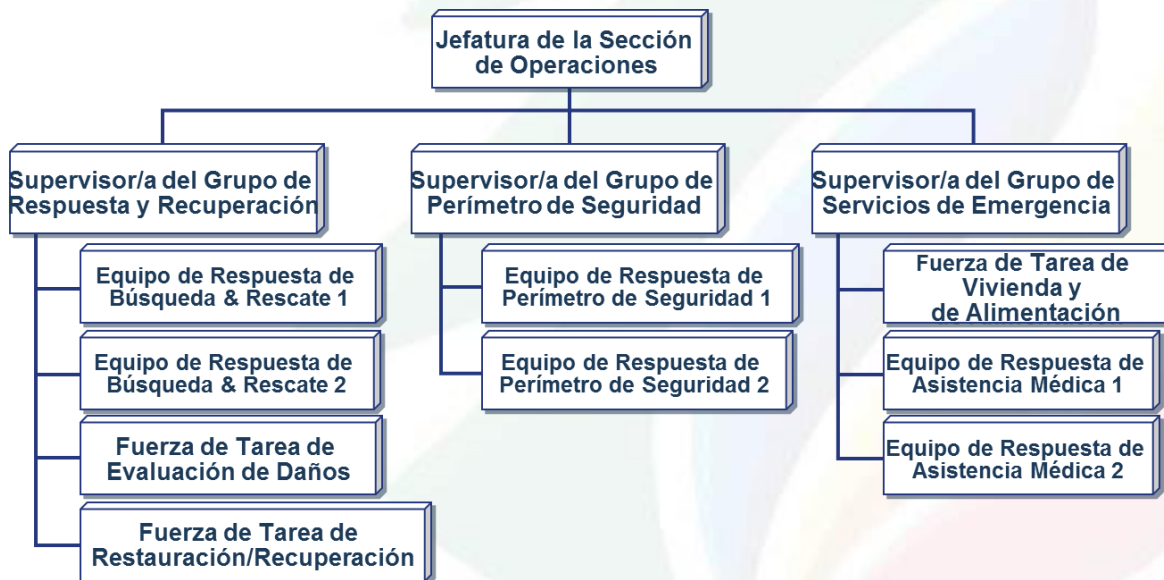 Jefatura de la Sección
de Operaciones
Supervisor/a del Grupo de
Respuesta y Recuperación
Supervisor/a del Grupo de
Perímetro de Seguridad
Supervisor/a del Grupo de
Servicios de Emergencia
Equipo de Respuesta de
Búsqueda & Rescate 1
Equipo de Respuesta de
Búsqueda & Rescate 2
Fuerza de Tarea de
Evaluación de Daños
Fuerza de Tarea de
Restauración/Recuperación
Equipo de Respuesta de
Perímetro de Seguridad 1
Equipo de Respuesta de
Perímetro de Seguridad 2
Fuerza de Tarea de
Vivienda y
de Alimentación
Equipo de Respuesta de
Asistencia Médica 1
Equipo de Respuesta de
Asistencia Médica 2